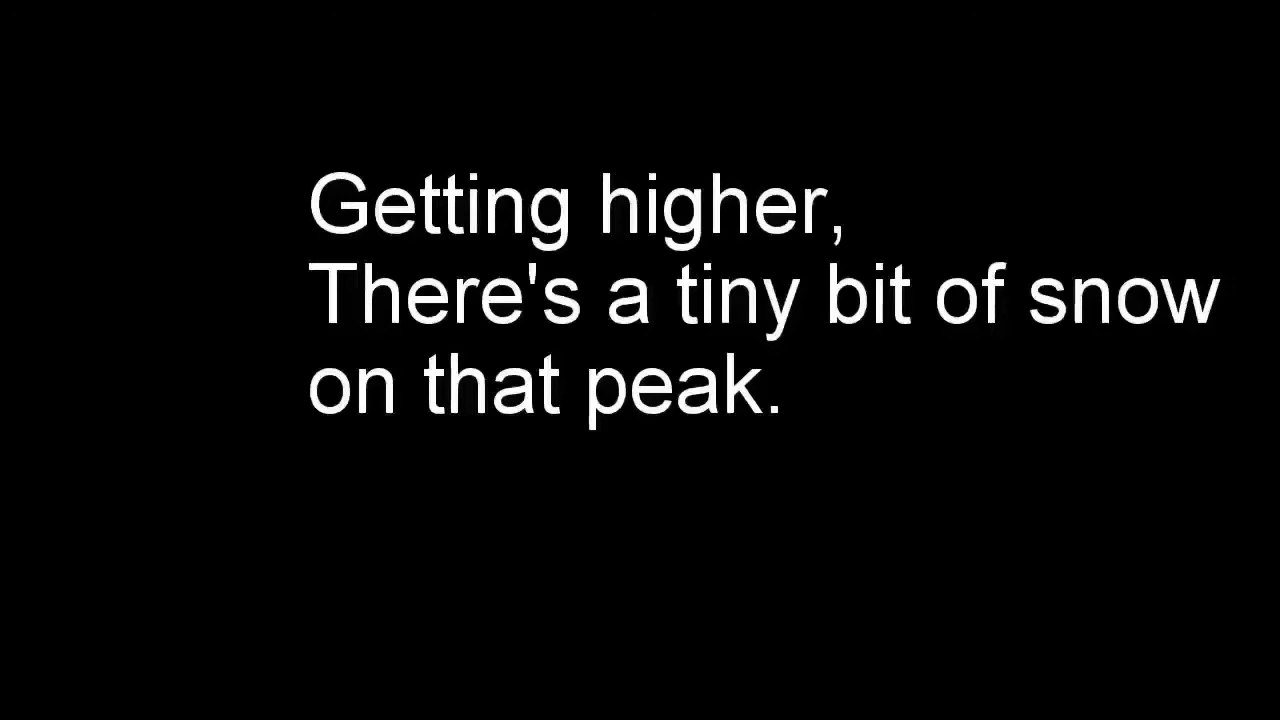 Getting higher,
There's a tiny bit of snow
on that peak.